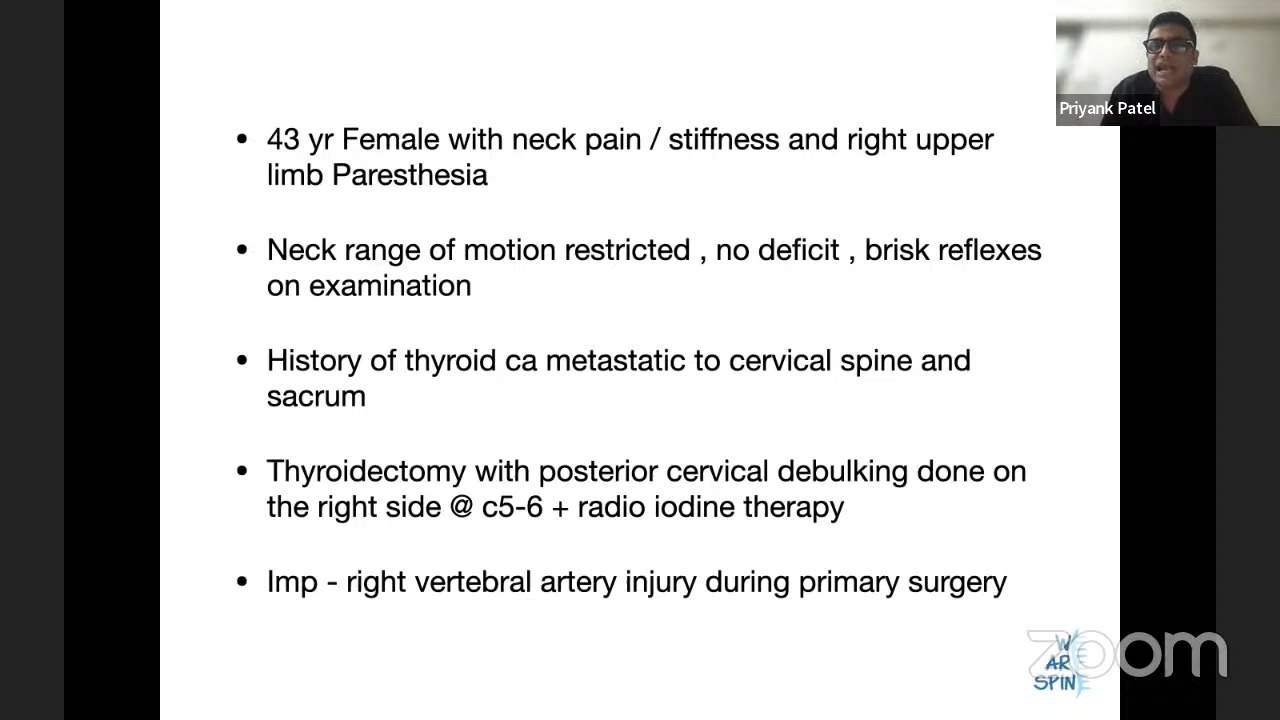 Priyank Patel
• 43 yr Female with neck pain / stiffness and right upper
limb Paresthesia
• Neck range of motion restricted , no deficit , brisk reflexes
on examination
• History of thyroid ca metastatic to cervical spine and
sacrum
• Thyroidectomy with posterior cervical debulking done on
the right side @ c5-6 + radio iodine therapy
• Imp - right vertebral artery injury during primary surgery
zoom
WE
ARE
SPINE